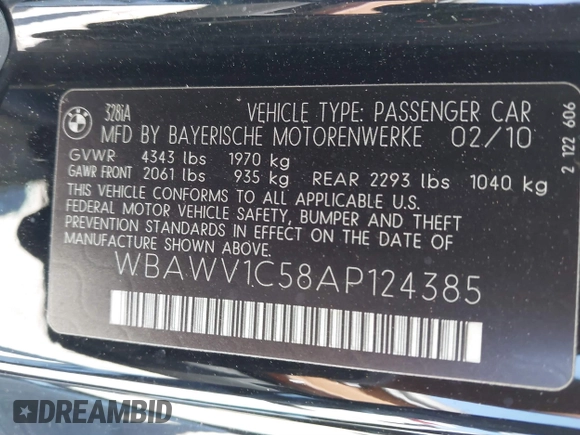 BMW
328iA
VEHICLE TYPE: PASSENGER CAR
MFD BY BAYERISCHE MOTORENWERKE 02/10
GVWR 4343 lbs 1970 kg
GAWR FRONT 2061 lbs 935 kg REAR 2293 lbs 1040 kg
THIS VEHICLE CONFORMS TO ALL APPLICABLE U.S.
FEDERAL MOTOR VEHICLE SAFETY, BUMPER AND THEFT
PREVENTION STANDARDS IN EFFECT ON THE DATE OF
MANUFACTURE SHOWN ABOVE.
WBAWV1C58AP124385
2 122 606
DREAMBID